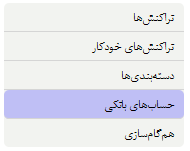 تراکنش‌ها
تراکنش‌های خودکار
دسته‌بندی‌ها
حساب‌های بانکی
هم‌گام‌سازی